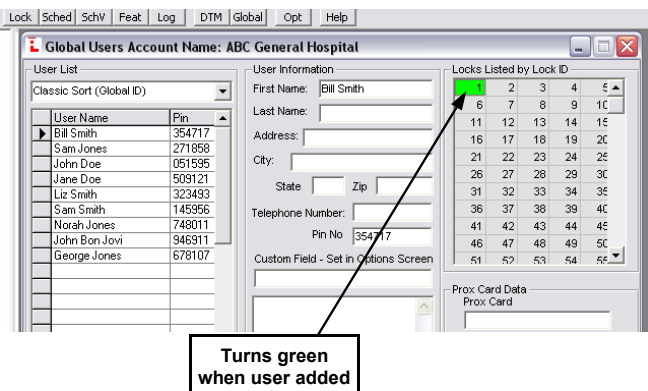 Lock Sched SchV Feat Log DTM Global Opt Help
Global Users Account Name: ABC General Hospital
User List
Classic Sort (Global ID)
User Name Pin
Bill Smith 354717
Sam Jones 271858
John Doe 051595
Jane Doe 509121
Liz Smith 323493
Sam Smith 145956
Norah Jones 748011
John Bon Jovi 946911
George Jones 678107
User Information
First Name: Bill Smith
Last Name:
Address:
City:
State Zip
Telephone Number:
Pin No 354717
Custom Field - Set in Options Screen
Locks Listed by Lock ID
1 2 3 4
6 7 8 9
11 12 13 14
16 17 18 19
21 22 23 24 25
26 27 28 29
31 32 33 34 35
36 37 38 39
41 42 43 44 45
46 47 48 49
51 52 53 54
Prox Card Data
Prox Card
Turns green
when user added